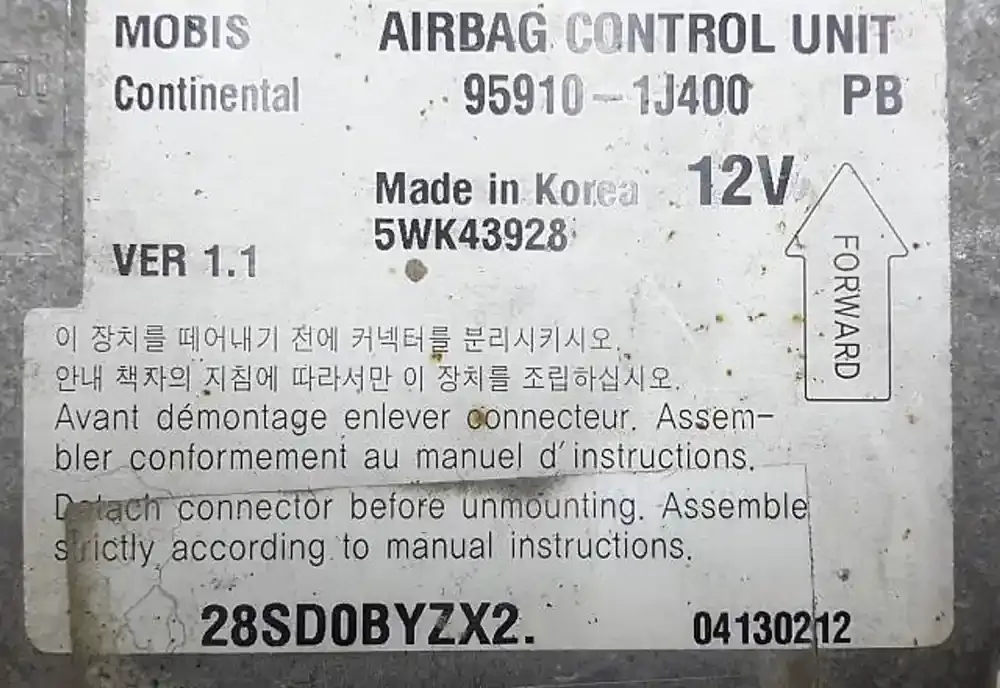 MOBIS AIRBAG CONTROL UNIT
Continental 95910-1J400 PB
Made in Korea 12V
5WK43928
VER 1.1
FORWARD
이 장치를 떼어내기 전에 커넥터를 분리시키시오.
안내 책자의 지침에 따라서만 이 장치를 조립하십시오.
Avant démontage enlever connecteur. Assem-
bler conformement au manuel d'instructions.
Detach connector before unmounting. Assemble
strictly according to manual instructions.
28SD0BYZX2. 04130212